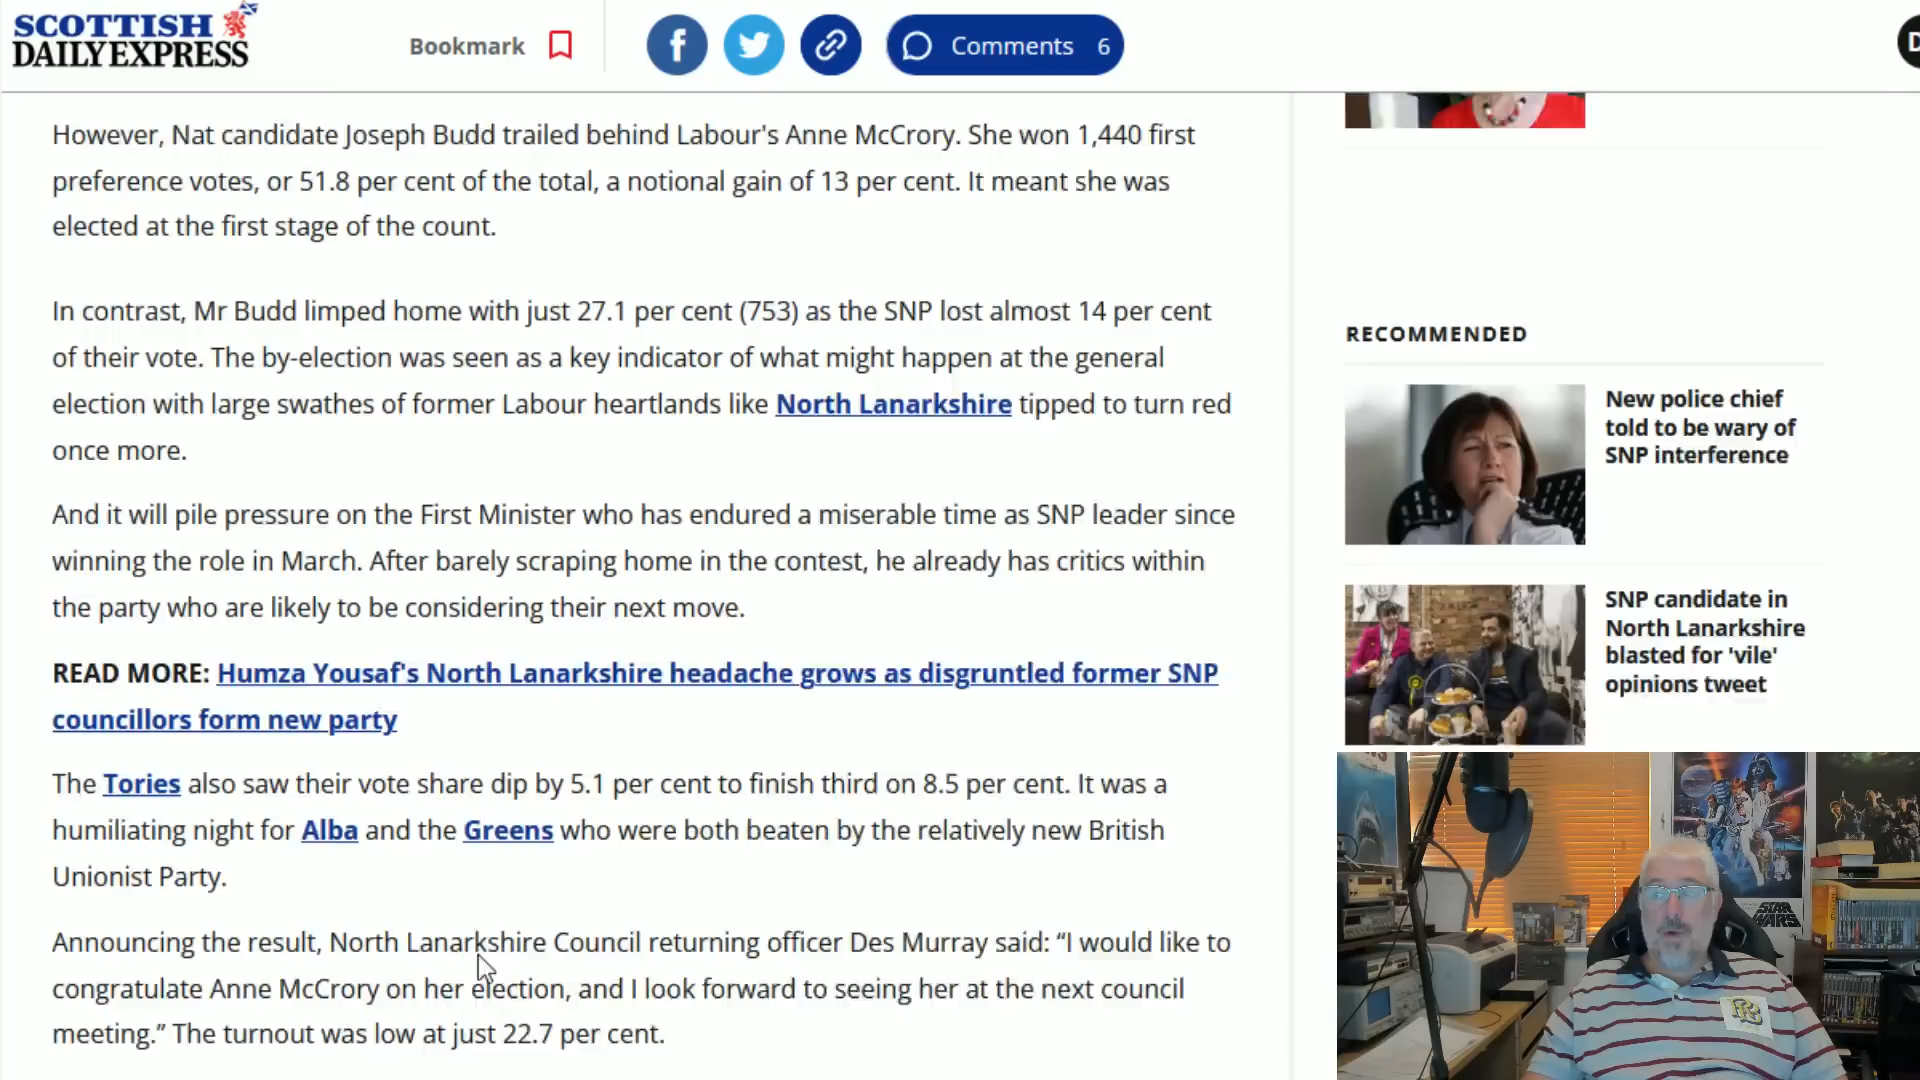 SCOTTISH
DAILY EXPRESS
Bookmark
Comments 6
However, Nat candidate Joseph Budd trailed behind Labour's Anne McCrory. She won 1,440 first
preference votes, or 51.8 per cent of the total, a notional gain of 13 per cent. It meant she was
elected at the first stage of the count.
In contrast, Mr Budd limped home with just 27.1 per cent (753) as the SNP lost almost 14 per cent
of their vote. The by-election was seen as a key indicator of what might happen at the general
election with large swathes of former Labour heartlands like North Lanarkshire tipped to turn red
once more.
And it will pile pressure on the First Minister who has endured a miserable time as SNP leader since
winning the role in March. After barely scraping home in the contest, he already has critics within
the party who are likely to be considering their next move.
READ MORE: Humza Yousaf's North Lanarkshire headache grows as disgruntled former SNP
councillors form new party
The Tories also saw their vote share dip by 5.1 per cent to finish third on 8.5 per cent. It was a
humiliating night for Alba and the Greens who were both beaten by the relatively new British
Unionist Party.
Announcing the result, North Lanarkshire Council returning officer Des Murray said: “I would like to
congratulate Anne McCrory on her election, and I look forward to seeing her at the next council
meeting.” The turnout was low at just 22.7 per cent.
RECOMMENDED
New police chief
told to be wary of
SNP interference
SNP candidate in
North Lanarkshire
blasted for 'vile'
opinions tweet
STAR
WARS